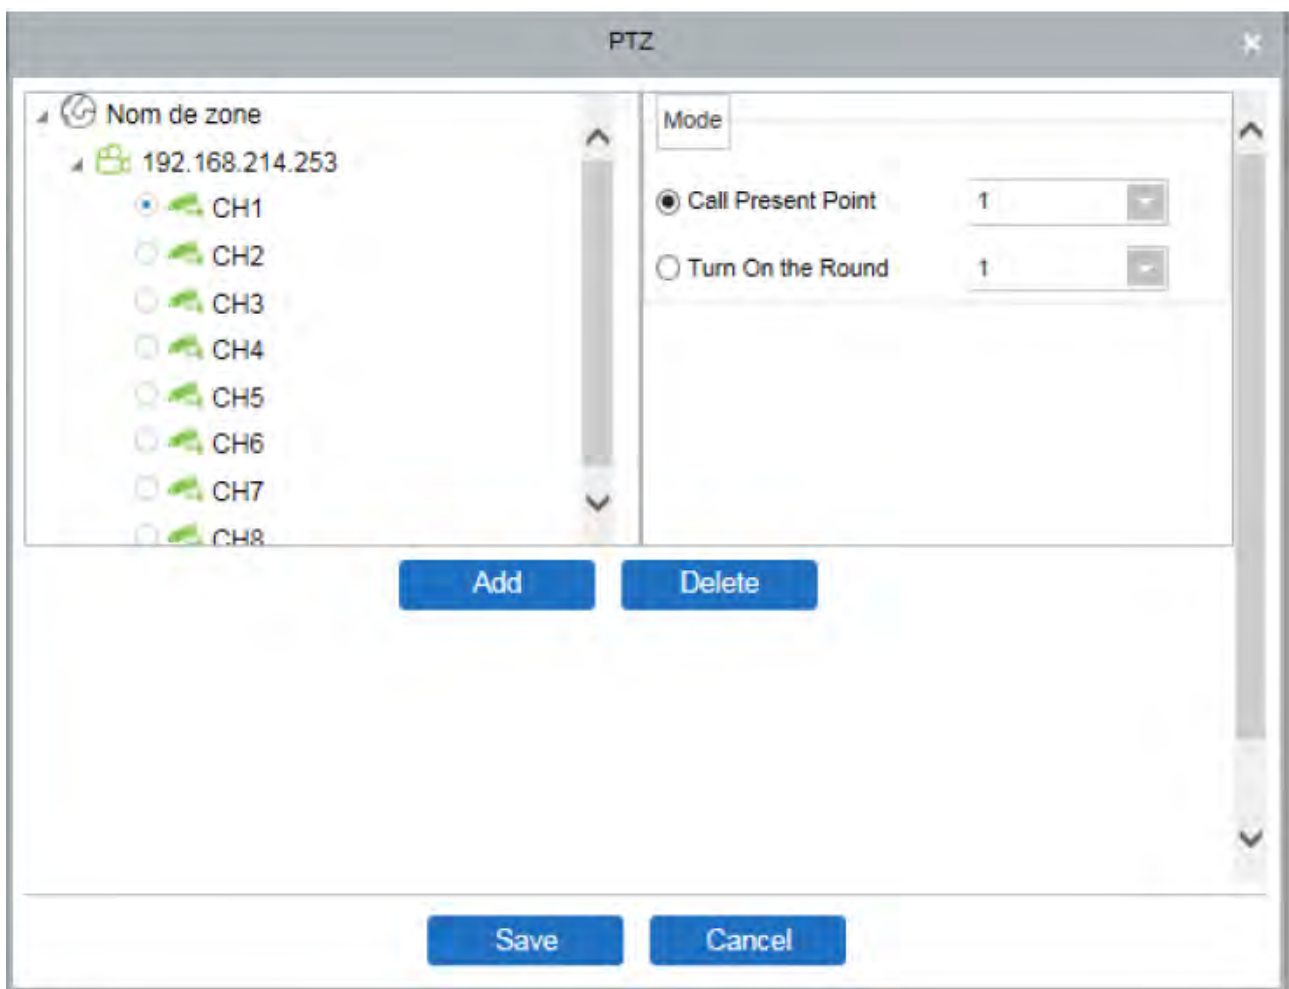 PTZ
Nom de zone
192.168.214.253
CH1
CH2
CH3
CH4
CH5
CH6
CH7
CH8
Mode
Call Present Point 1
Turn On the Round 1
Add Delete
Save Cancel